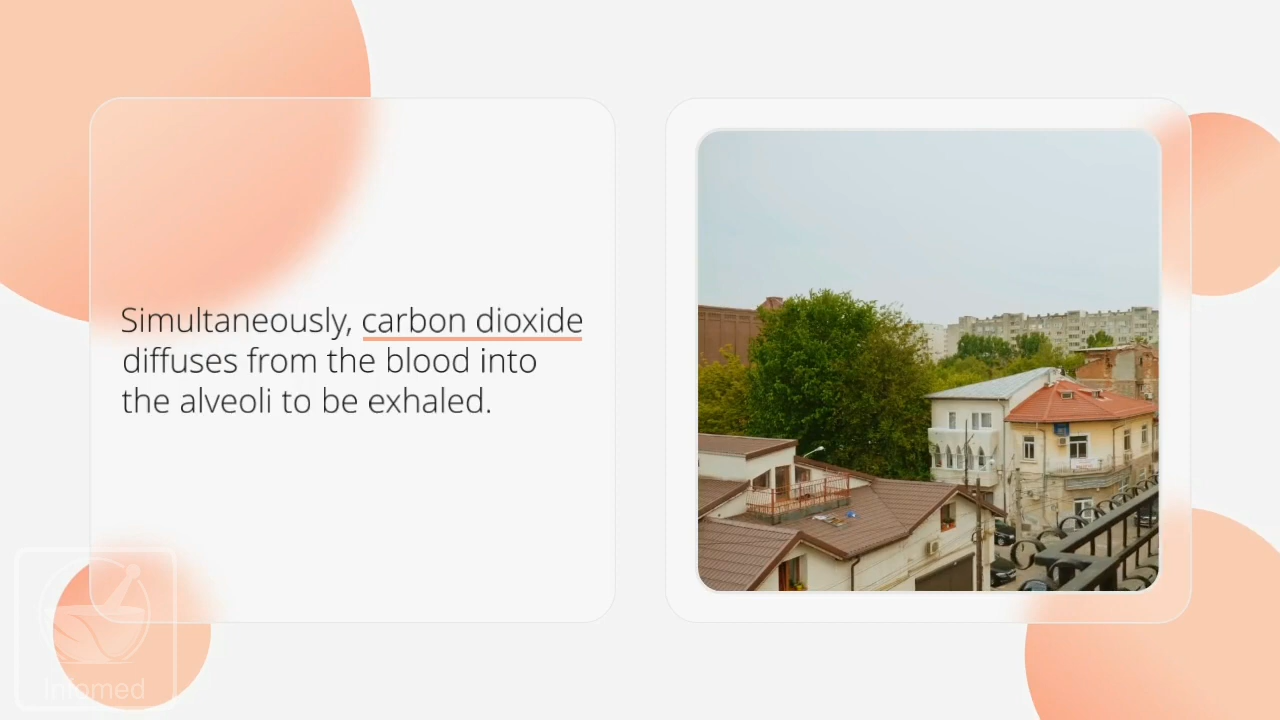 Simultaneously, carbon dioxide
diffuses from the blood into
the alveoli to be exhaled.
Infomed